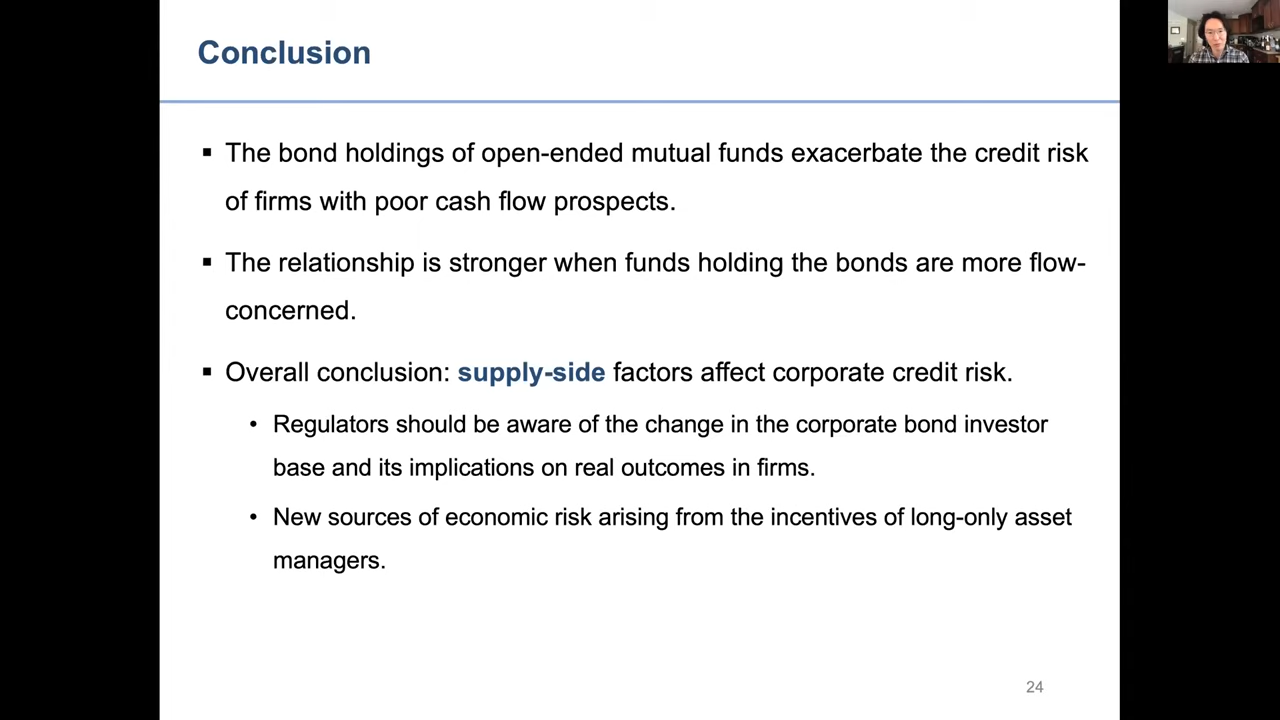 Conclusion
▪ The bond holdings of open-ended mutual funds exacerbate the credit risk
of firms with poor cash flow prospects.
▪ The relationship is stronger when funds holding the bonds are more flow-
concerned.
▪ Overall conclusion: supply-side factors affect corporate credit risk.
• Regulators should be aware of the change in the corporate bond investor
base and its implications on real outcomes in firms.
• New sources of economic risk arising from the incentives of long-only asset
managers.
24